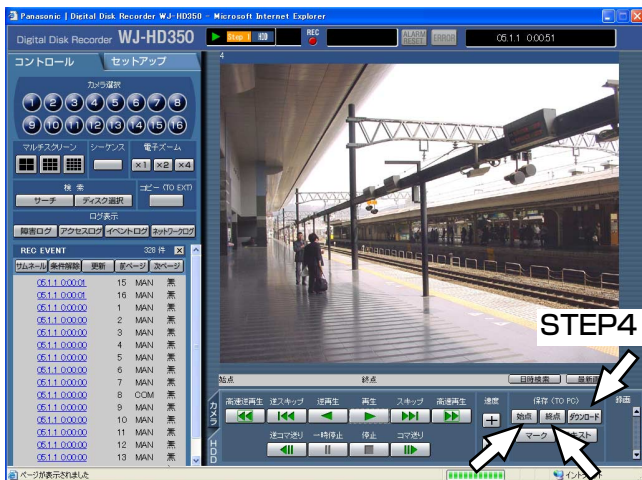 Panasonic | Digital Disk Recorder WJ-HD350 - Microsoft Internet Explorer
Digital Disk Recorder WJ-HD350
Step 1 HDD REC ALARM RESET ERROR 05.1.1 0:00:51
コントロール セットアップ
4
カメラ選択
1 2 3 4 5 6 7 8
9 10 11 12 13 14 15 16
マルチスクリーン シーケンス 電子ズーム
×1 ×2 ×4
検 索 コピー (TO EXT)
サーチ ディスク選択
ログ表示
障害ログ アクセスログ イベントログ ネットワークログ
REC EVENT 328 件 X
サムネール 条件解除 更新 前ページ 次ページ
05.1.1 0:00:01 15 MAN 無
05.1.1 0:00:01 16 MAN 無
05.1.1 0:00:00 1 MAN 無
05.1.1 0:00:00 2 MAN 無
05.1.1 0:00:00 3 MAN 無
05.1.1 0:00:00 4 MAN 無
05.1.1 0:00:00 5 MAN 無
05.1.1 0:00:00 6 MAN 無
05.1.1 0:00:00 7 MAN 無
05.1.1 0:00:00 8 COM 無
05.1.1 0:00:00 9 MAN 無
05.1.1 0:00:00 10 MAN 無
05.1.1 0:00:00 11 MAN 無
05.1.1 0:00:00 12 MAN 無
05.1.1 0:00:00 13 MAN 無
STEP4
始点 終点 日時検索 最新
カメラ HDD
高速逆再生 逆スキップ 逆再生 再生 スキップ 高速再生 速度 保存 (TO PC) 録画
始点 終点 ダウンロード
逆コマ送り 一時停止 停止 コマ送り
マーク
ページが表示されました